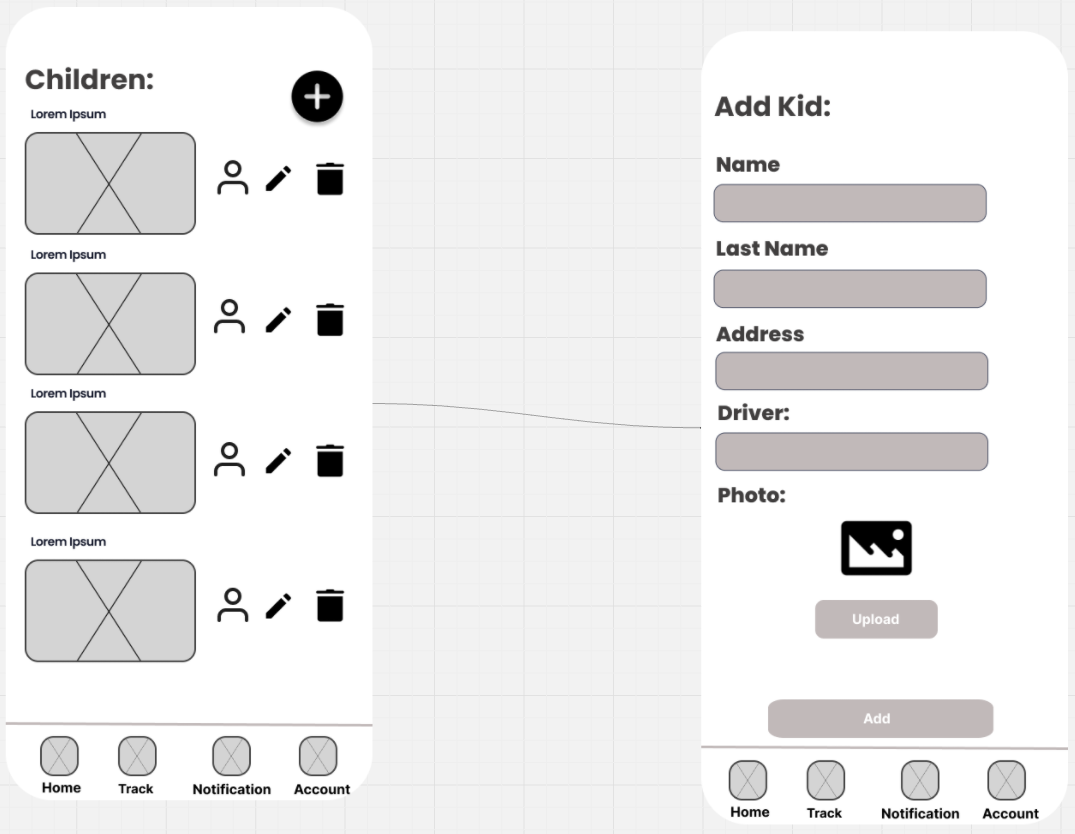 Children:
Lorem Ipsum
Lorem Ipsum
Lorem Ipsum
Lorem Ipsum
Home
Track
Notification
Account
Add Kid:
Name
Last Name
Address
Driver:
Photo:
Upload
Add
Home
Track
Notification
Account